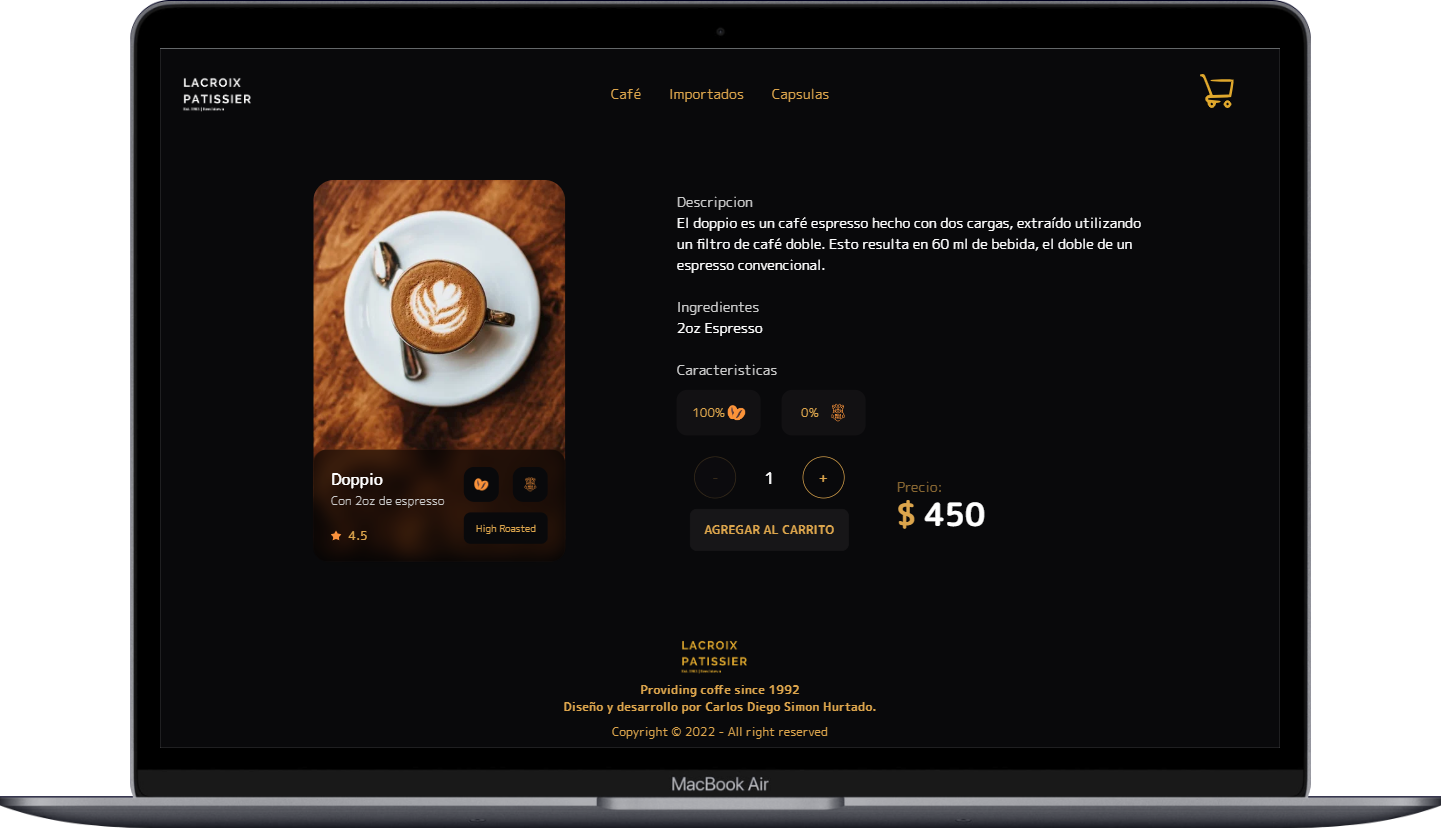 LACROIX
PATISSIER
Café Importados Capsulas
Descripcion
El doppio es un café espresso hecho con dos cargas, extraído utilizando
un filtro de café doble. Esto resulta en 60 ml de bebida, el doble de un
espresso convencional.
Ingredientes
2oz Espresso
Caracteristicas
100% 0%
- 1 +
AGREGAR AL CARRITO
Precio:
$ 450
Doppio
Con 2oz de espresso
4.5
High Roasted
LACROIX
PATISSIER
Providing coffe since 1992
Diseño y desarrollo por Carlos Diego Simon Hurtado.
Copyright © 2022 - All right reserved
MacBook Air